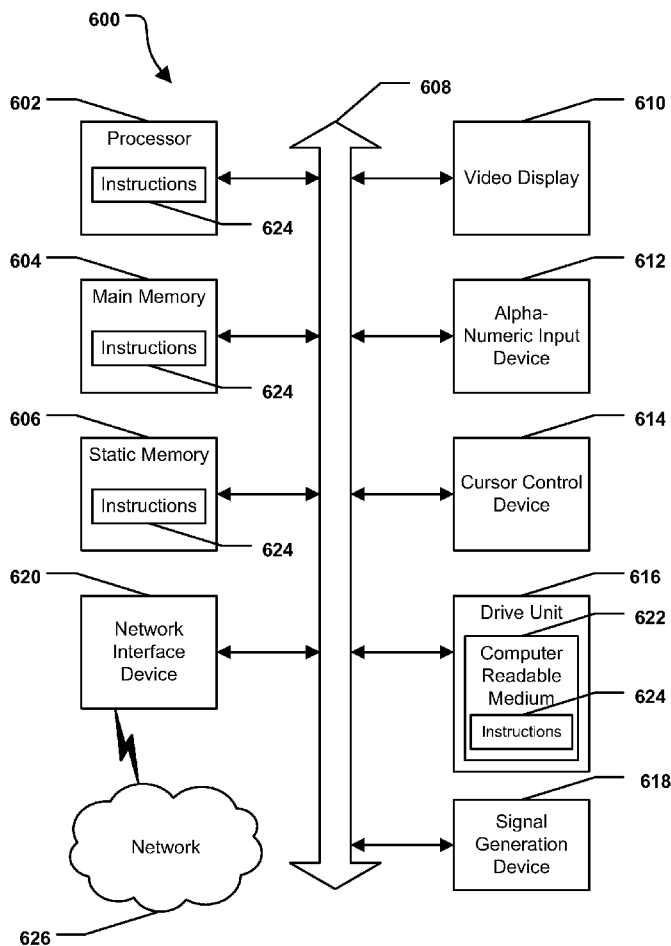 600
608
602
Processor
Instructions
624
610
Video Display
604
Main Memory
Instructions
624
612
Alpha-
Numeric Input
Device
606
Static Memory
Instructions
624
614
Cursor Control
Device
620
Network
Interface
Device
616
Drive Unit
622
Computer
Readable
Medium
624
Instructions
Network
626
618
Signal
Generation
Device